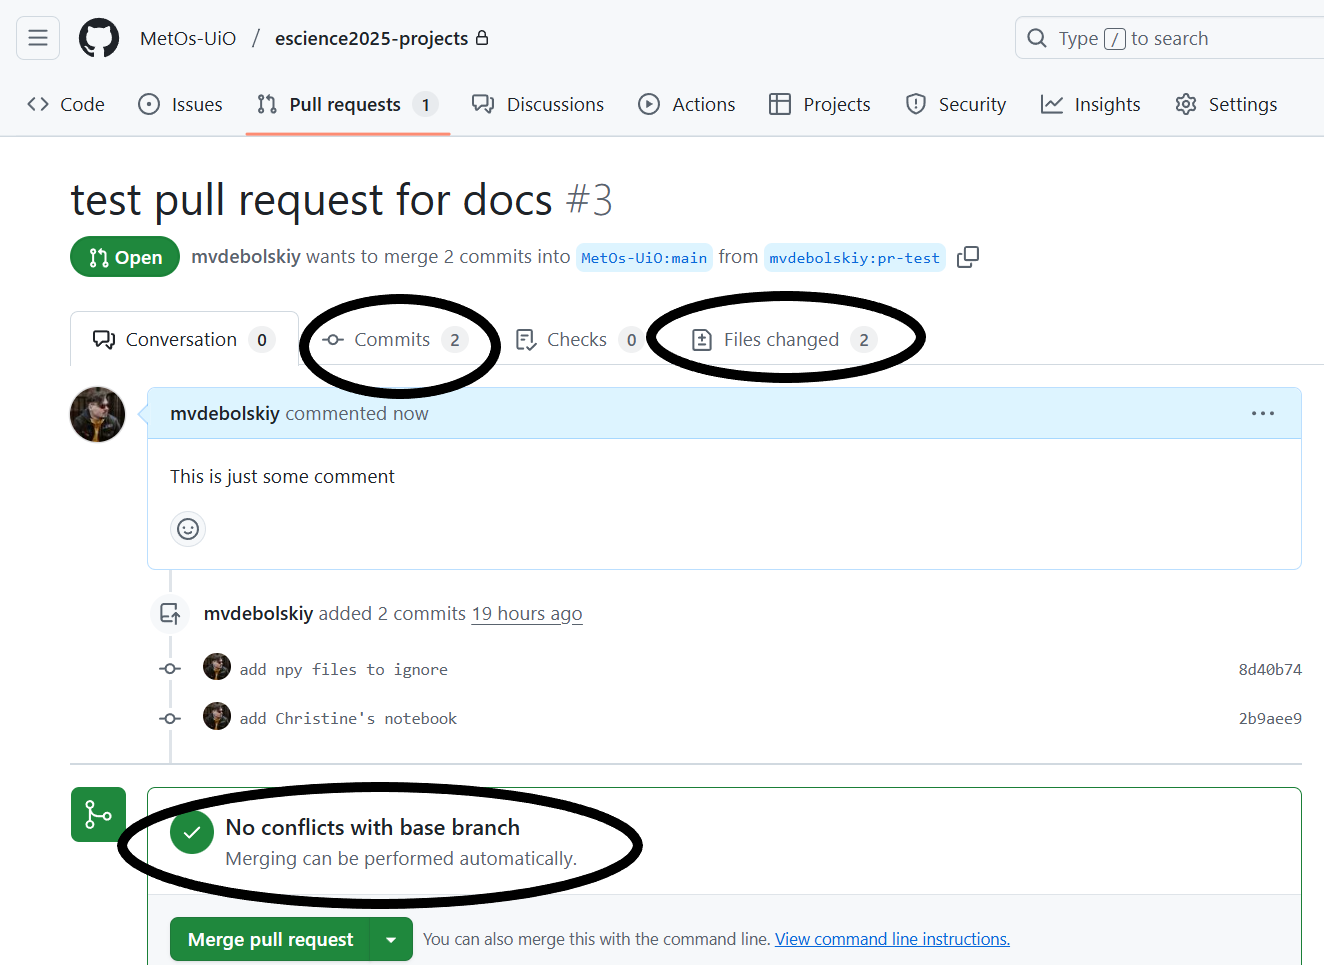 MetOs-UiO / escience2025-projects
Type / to search
Code Issues Pull requests 1 Discussions Actions Projects Security Insights Settings
test pull request for docs #3
Open mvdebolskiy wants to merge 2 commits into MetOs-UiO:main from mvdebolskiy:pr-test
Conversation 0 Commits 2 Checks 0 Files changed 2
mvdebolskiy commented now
This is just some comment
mvdebolskiy added 2 commits 19 hours ago
add npy files to ignore 8d40b74
add Christine's notebook 2b9aee9
No conflicts with base branch
Merging can be performed automatically.
Merge pull request You can also merge this with the command line. View command line instructions.